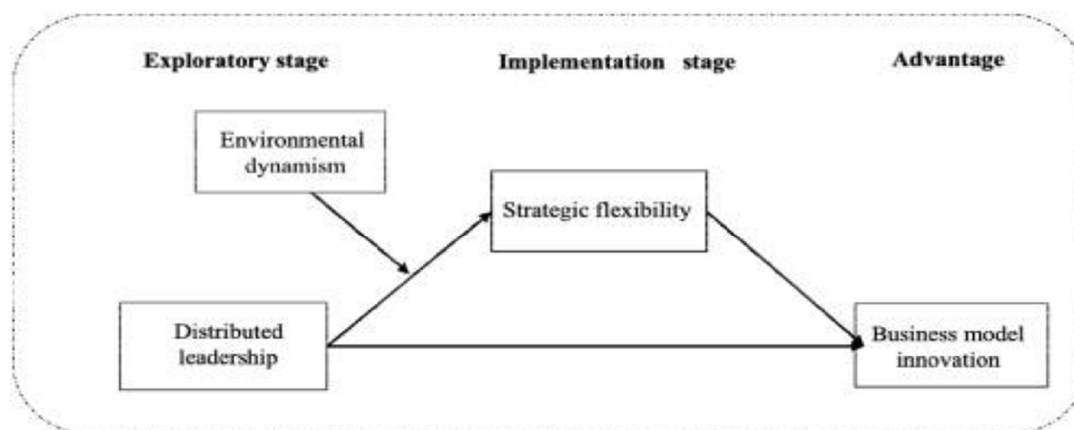 Exploratory stage
Implementation stage
Advantage
Environmental
dynamism
Strategic flexibility
Distributed
leadership
Business model
innovation